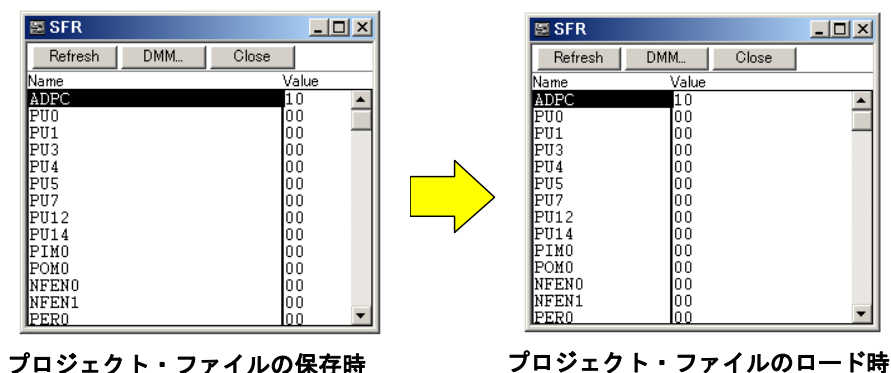 SFR
Refresh DMM... Close
Name Value
ADPC 10
PU0 00
PU1 00
PU3 00
PU4 00
PU5 00
PU7 00
PU12 00
PU14 00
PIM0 00
POM0 00
NFEN0 00
NFEN1 00
PER0 00
プロジェクト・ファイルの保存時
SFR
Refresh DMM... Close
Name Value
ADPC 10
PU0 00
PU1 00
PU3 00
PU4 00
PU5 00
PU7 00
PU12 00
PU14 00
PIM0 00
POM0 00
NFEN0 00
NFEN1 00
PER0 00
プロジェクト・ファイルのロード時